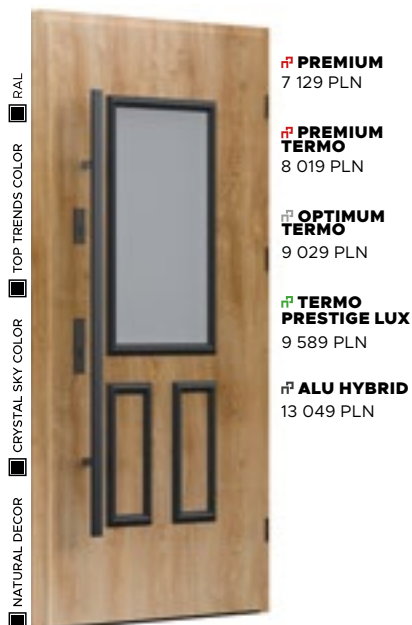 RAL
TOP TRENDS COLOR
CRYSTAL SKY COLOR
NATURAL DECOR
PREMIUM
7 129 PLN
PREMIUM
TERMO
8 019 PLN
OPTIMUM
TERMO
9 029 PLN
TERMO
PRESTIGE LUX
9 589 PLN
ALU HYBRID
13 049 PLN